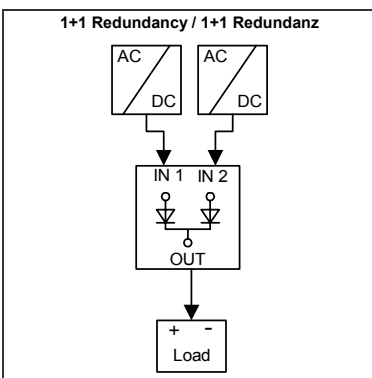 1+1 Redundancy / 1+1 Redundanz
AC AC
DC DC
IN 1 IN 2
OUT
+ -
Load